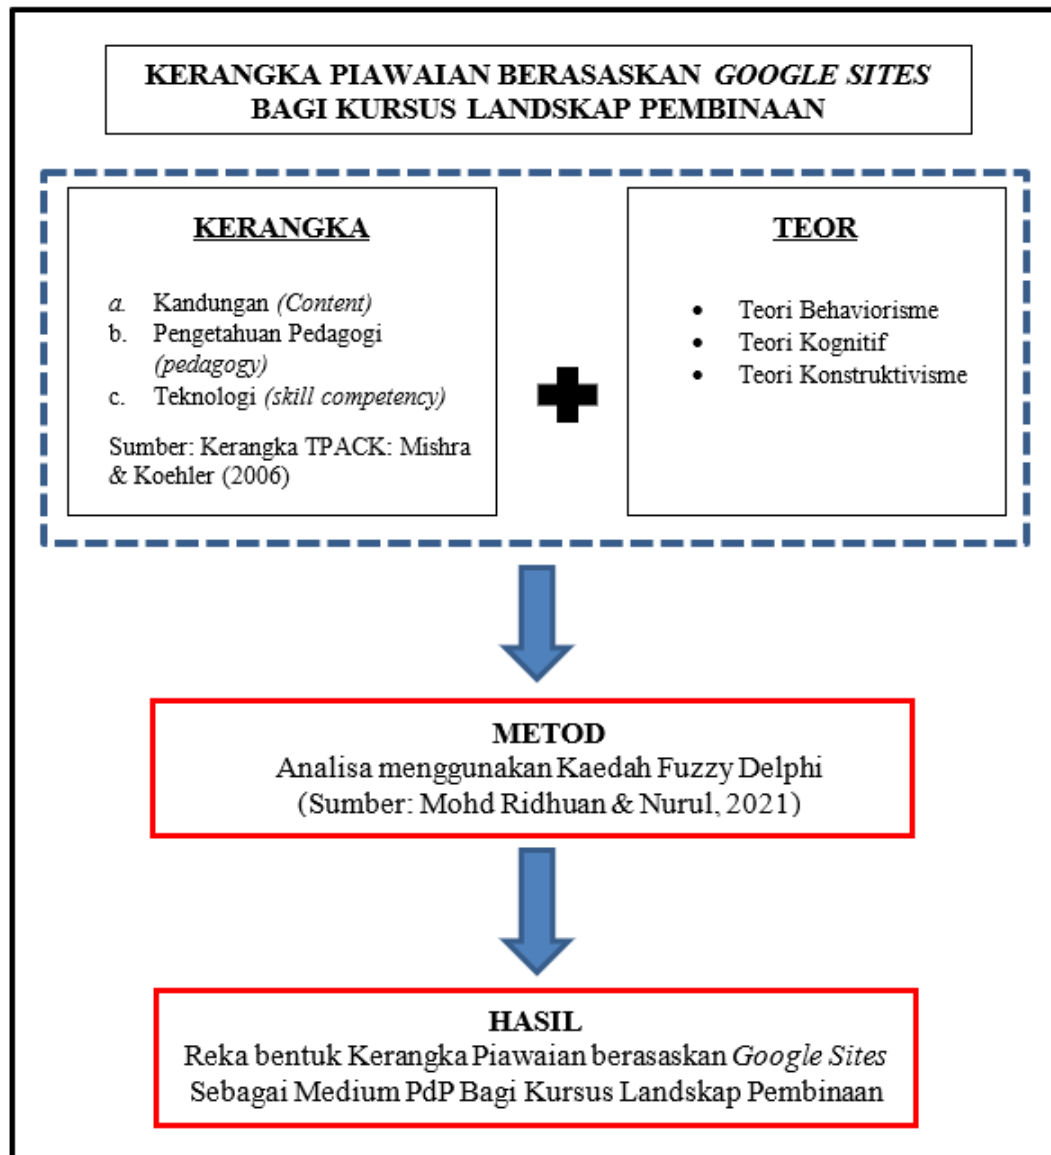 KERANGKA PIAWAIAN BERASASKAN GOOGLE SITES
BAGI KURSUS LANDSKAP PEMBINAAN
KERANGKA
a. Kandungan (Content)
b. Pengetahuan Pedagogi
(pedagogy)
c. Teknologi (skill competency)
Sumber: Kerangka TPACK: Mishra
& Koehler (2006)
TEOR
• Teori Behaviorisme
• Teori Kognitif
• Teori Konstruktivisme
METOD
Analisa menggunakan Kaedah Fuzzy Delphi
(Sumber: Mohd Ridhuan & Nurul, 2021)
HASIL
Reka bentuk Kerangka Piawaian berasaskan Google Sites
Sebagai Medium PdP Bagi Kursus Landskap Pembinaan